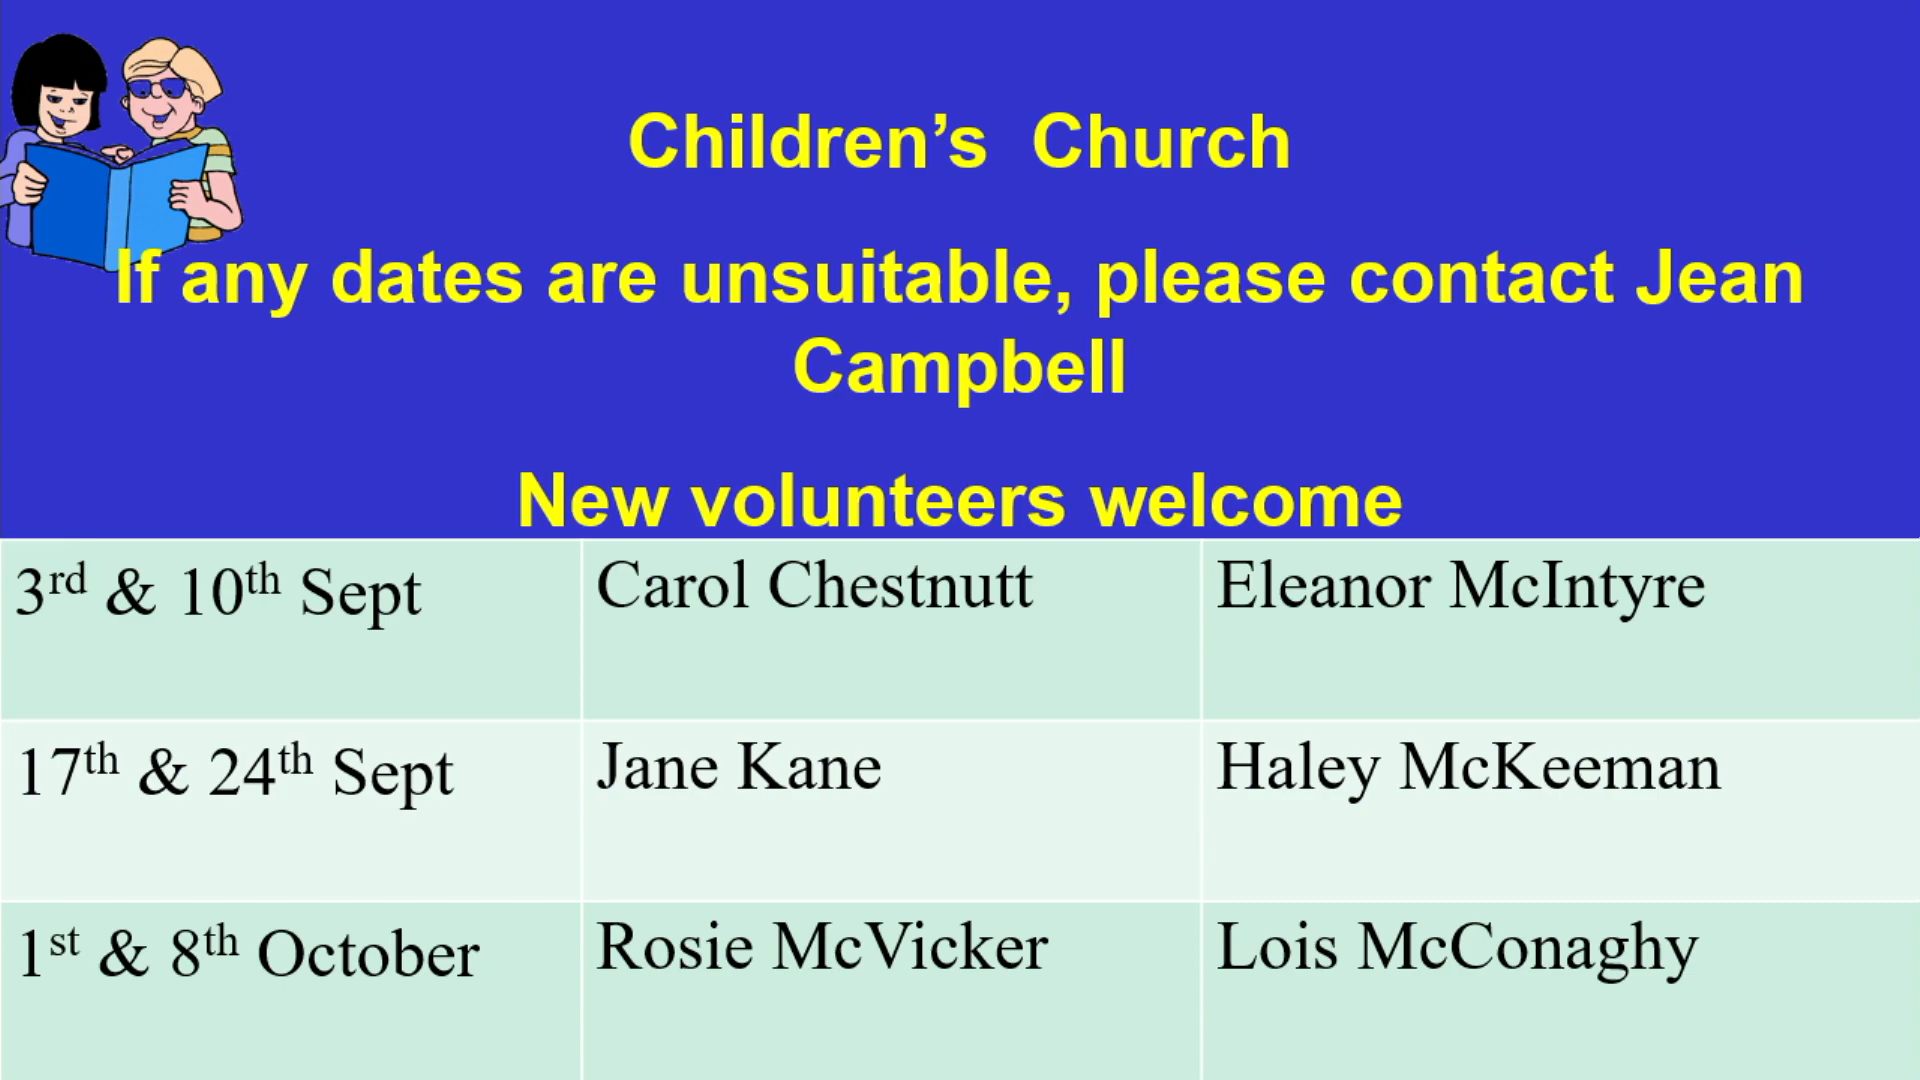 Children’s Church
If any dates are unsuitable, please contact Jean
Campbell
New volunteers welcome
3rd & 10th Sept Carol Chestnutt Eleanor McIntyre
17th & 24th Sept Jane Kane Haley McKeeman
1st & 8th October Rosie McVicker Lois McConaghy